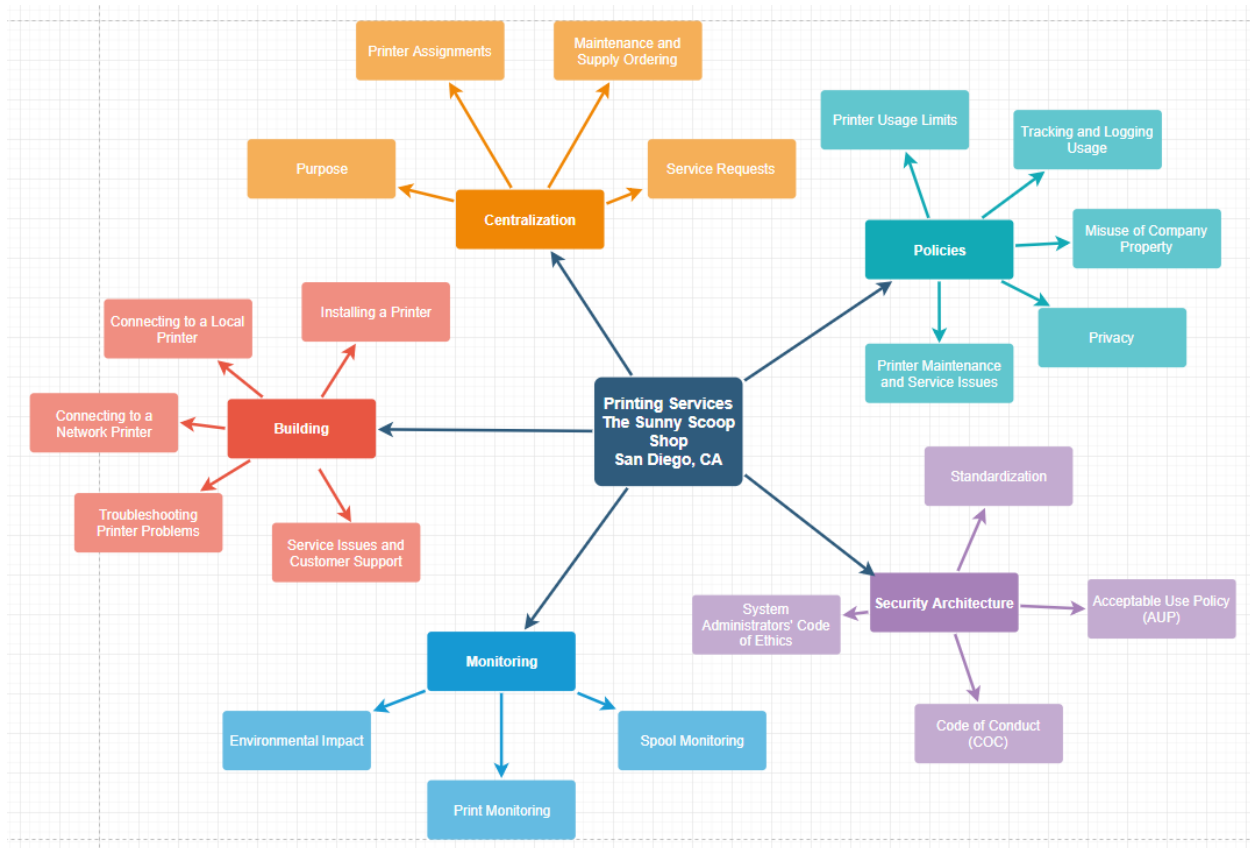 Printer Assignments
Maintenance and
Supply Ordering
Purpose
Service Requests
Centralization
Printer Usage Limits
Tracking and Logging
Usage
Misuse of Company
Property
Policies
Privacy
Printer Maintenance
and Service Issues
Connecting to a Local
Printer
Installing a Printer
Connecting to a
Network Printer
Building
Troubleshooting
Printer Problems
Service Issues and
Customer Support
Printing Services
The Sunny Scoop
Shop
San Diego, CA
Standardization
Security Architecture
System
Administrators' Code
of Ethics
Acceptable Use Policy
(AUP)
Code of Conduct
(COC)
Monitoring
Environmental Impact
Spool Monitoring
Print Monitoring